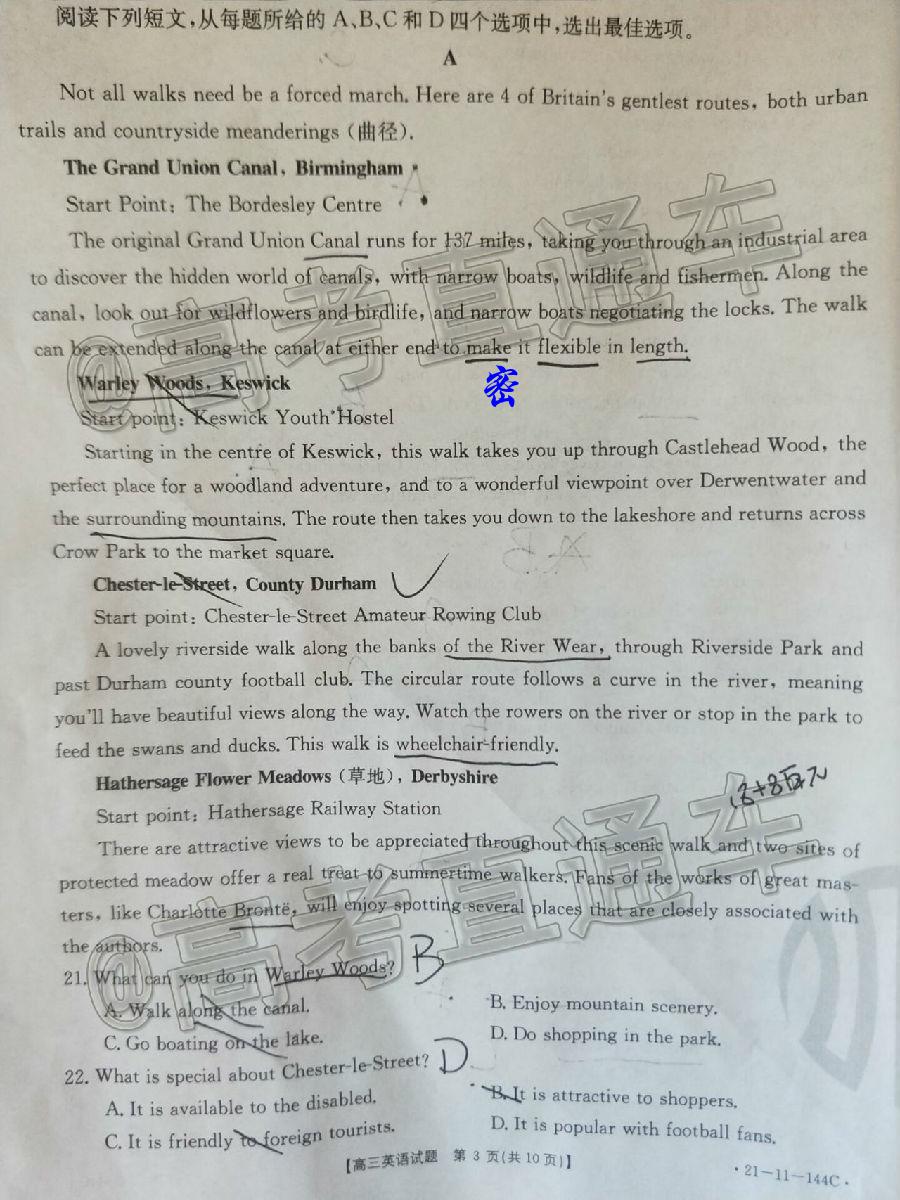 阅读下列短文,从每题所给的 A、B、C 和 D 四个选项中,选出最佳选项。
A
Not all walks need be a forced march. Here are 4 of Britain's gentlest routes, both urban
trails and countryside meanderings (曲径).
The Grand Union Canal, Birmingham
Start Point: The Bordesley Centre
The original Grand Union Canal runs for 137 miles, taking you through an industrial area
to discover the hidden world of canals, with narrow boats, wildlife and fishermen. Along the
canal, look out for wildflowers and birdlife, and narrow boats negotiating the locks. The walk
can be extended along the canal at either end to make it flexible in length.
密
Warley Woods, Keswick
Start point: Keswick Youth Hostel
Starting in the centre of Keswick, this walk takes you up through Castlehead Wood, the
perfect place for a woodland adventure, and to a wonderful viewpoint over Derwentwater and
the surrounding mountains. The route then takes you down to the lakeshore and returns across
Crow Park to the market square.
Chester-le-Street, County Durham
Start point: Chester-le-Street Amateur Rowing Club
A lovely riverside walk along the banks of the River Wear, through Riverside Park and
past Durham county football club. The circular route follows a curve in the river, meaning
you'll have beautiful views along the way. Watch the rowers on the river or stop in the park to
feed the swans and ducks. This walk is wheelchair-friendly.
Hathersage Flower Meadows (草地), Derbyshire
Start point: Hathersage Railway Station
There are attractive views to be appreciated throughout this scenic walk and two sites of
protected meadow offer a real treat to summertime walkers. Fans of the works of great mas-
ters, like Charlotte Brontë, will enjoy spotting several places that are closely associated with
the authors.
21. What can you do in Warley Woods? B
A. Walk along the canal. B. Enjoy mountain scenery.
C. Go boating on the lake. D. Do shopping in the park.
22. What is special about Chester-le-Street? D
A. It is available to the disabled. B. It is attractive to shoppers.
C. It is friendly to foreign tourists. D. It is popular with football fans.
【高三英语试题 第 3 页(共 10 页)】
·21-11-144C·
@高考直通车
@高考直通车